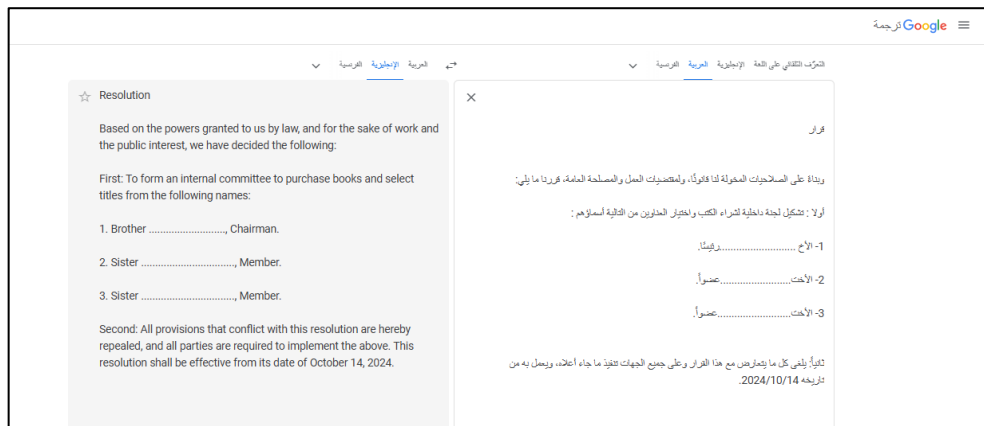 Google ترجمة
التعرّف التلقائي على اللغة الإنجليزية العربية الفرنسية
العربية الإنجليزية الفرنسية
قرار
وبناءً على الصلاحيات المخولة لنا قانونًا، ولمقتضيات العمل والمصلحة العامة، قررنا ما يلي:
أولا : تشكيل لجنة داخلية لشراء الكتب واختيار العناوين من التالية أسماؤهم :
1- الأخ ...........................رئيسًا.
2- الأخت.........................عضواً.
3- الأخت..........................عضواً.
ثانياً: يلغى كل ما يتعارض مع هذا القرار وعلى جميع الجهات تنفيذ ما جاء أعلاه، ويعمل به من
تاريخه 2024/10/14.
Resolution
Based on the powers granted to us by law, and for the sake of work and
the public interest, we have decided the following:
First: To form an internal committee to purchase books and select
titles from the following names:
1. Brother ..........................., Chairman.
2. Sister ................................., Member.
3. Sister ................................., Member.
Second: All provisions that conflict with this resolution are hereby
repealed, and all parties are required to implement the above. This
resolution shall be effective from its date of October 14, 2024.